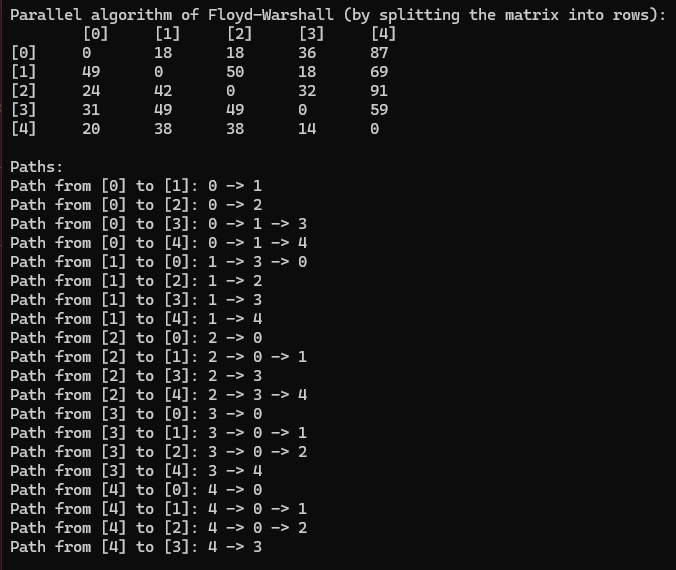 Parallel algorithm of Floyd-Warshall (by splitting the matrix into rows):
[0] [1] [2] [3] [4]
[0] 0 18 18 36 87
[1] 49 0 50 18 69
[2] 24 42 0 32 91
[3] 31 49 49 0 59
[4] 20 38 38 14 0
Paths:
Path from [0] to [1]: 0 -> 1
Path from [0] to [2]: 0 -> 2
Path from [0] to [3]: 0 -> 1 -> 3
Path from [0] to [4]: 0 -> 1 -> 4
Path from [1] to [0]: 1 -> 3 -> 0
Path from [1] to [2]: 1 -> 2
Path from [1] to [3]: 1 -> 3
Path from [1] to [4]: 1 -> 4
Path from [2] to [0]: 2 -> 0
Path from [2] to [1]: 2 -> 0 -> 1
Path from [2] to [3]: 2 -> 3
Path from [2] to [4]: 2 -> 3 -> 4
Path from [3] to [0]: 3 -> 0
Path from [3] to [1]: 3 -> 0 -> 1
Path from [3] to [2]: 3 -> 0 -> 2
Path from [3] to [4]: 3 -> 4
Path from [4] to [0]: 4 -> 0
Path from [4] to [1]: 4 -> 0 -> 1
Path from [4] to [2]: 4 -> 0 -> 2
Path from [4] to [3]: 4 -> 3